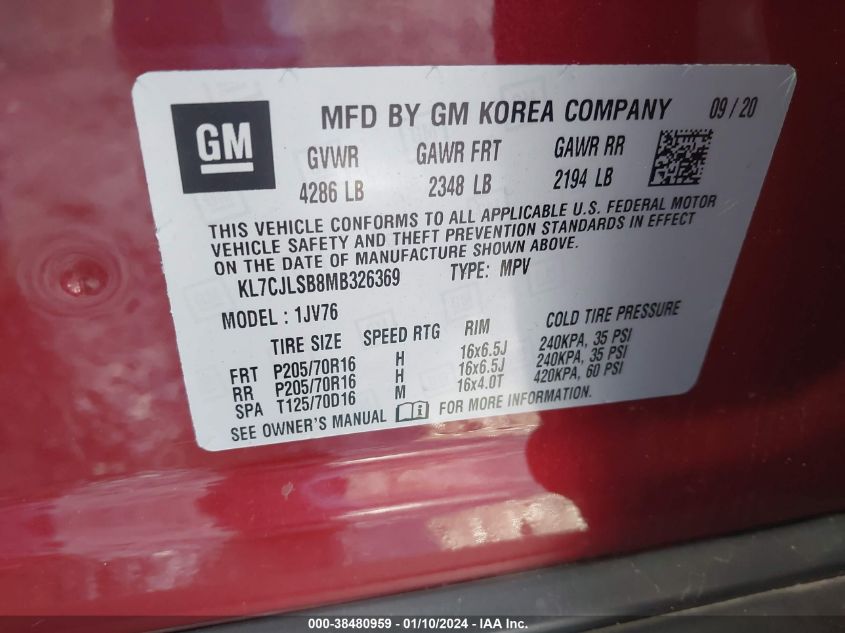 GM
MFD BY GM KOREA COMPANY 09/20
GVWR GAWR FRT GAWR RR
4286 LB 2348 LB 2194 LB
THIS VEHICLE CONFORMS TO ALL APPLICABLE U.S. FEDERAL MOTOR
VEHICLE SAFETY AND THEFT PREVENTION STANDARDS IN EFFECT
ON THE DATE OF MANUFACTURE SHOWN ABOVE.
KL7CJLSB8MB326369 TYPE: MPV
MODEL : 1JV76
TIRE SIZE SPEED RTG RIM COLD TIRE PRESSURE
FRT P205/70R16 H 16x6.5J 240KPA, 35 PSI
RR P205/70R16 H 16x6.5J 240KPA, 35 PSI
SPA T125/70D16 M 16x4.0T 420KPA, 60 PSI
SEE OWNER'S MANUAL FOR MORE INFORMATION.
000-38480959 - 01/10/2024 - IAA Inc.